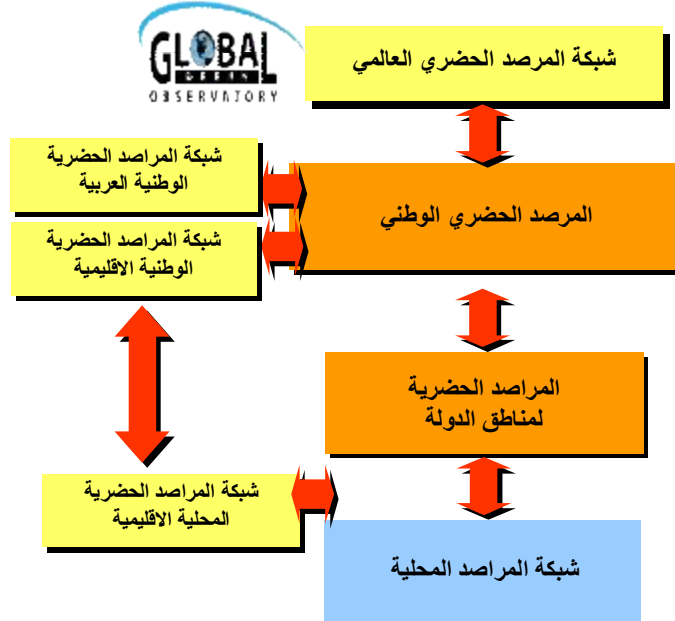 GLOBAL
URBAN
OBSERVATORY
شبكة المرصد الحضري العالمي
شبكة المراصد الحضرية
الوطنية العربية
المرصد الحضري الوطني
شبكة المراصد الحضرية
الوطنية الاقليمية
المراصد الحضرية
لمناطق الدولة
شبكة المراصد الحضرية
المحلية الاقليمية
شبكة المراصد المحلية